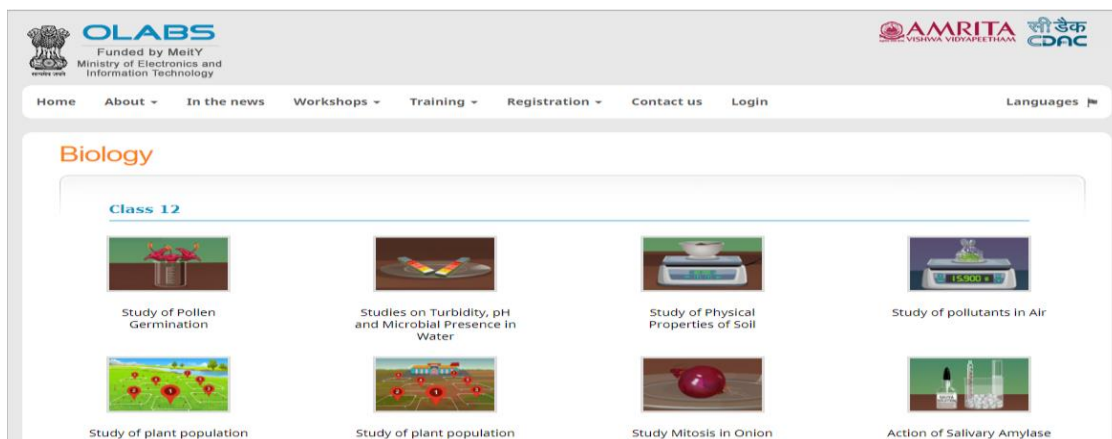 OLABS
Funded by MeitY
Ministry of Electronics and
Information Technology
सत्यमेव जयते
AMRITA
VISHWA VIDYAPEETHAM
सी डैक
CDAC
Home About In the news Workshops Training Registration Contact us Login Languages
Biology
Class 12
Study of Pollen
Germination
Studies on Turbidity, pH
and Microbial Presence in
Water
Study of Physical
Properties of Soil
15.900
Study of pollutants in Air
Study of plant population
Study of plant population
Study Mitosis in Onion
Action of Salivary Amylase